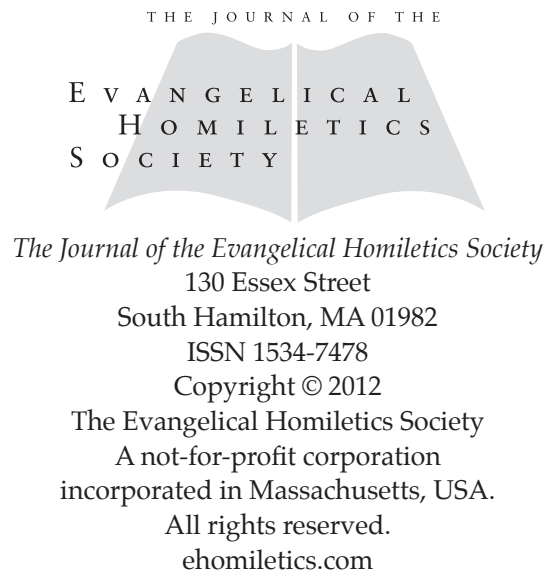 THE JOURNAL OF THE
EVANGELICAL
HOMILETICS
SOCIETY
The Journal of the Evangelical Homiletics Society
130 Essex Street
South Hamilton, MA 01982
ISSN 1534-7478
Copyright © 2012
The Evangelical Homiletics Society
A not-for-profit corporation
incorporated in Massachusetts, USA.
All rights reserved.
ehomiletics.com